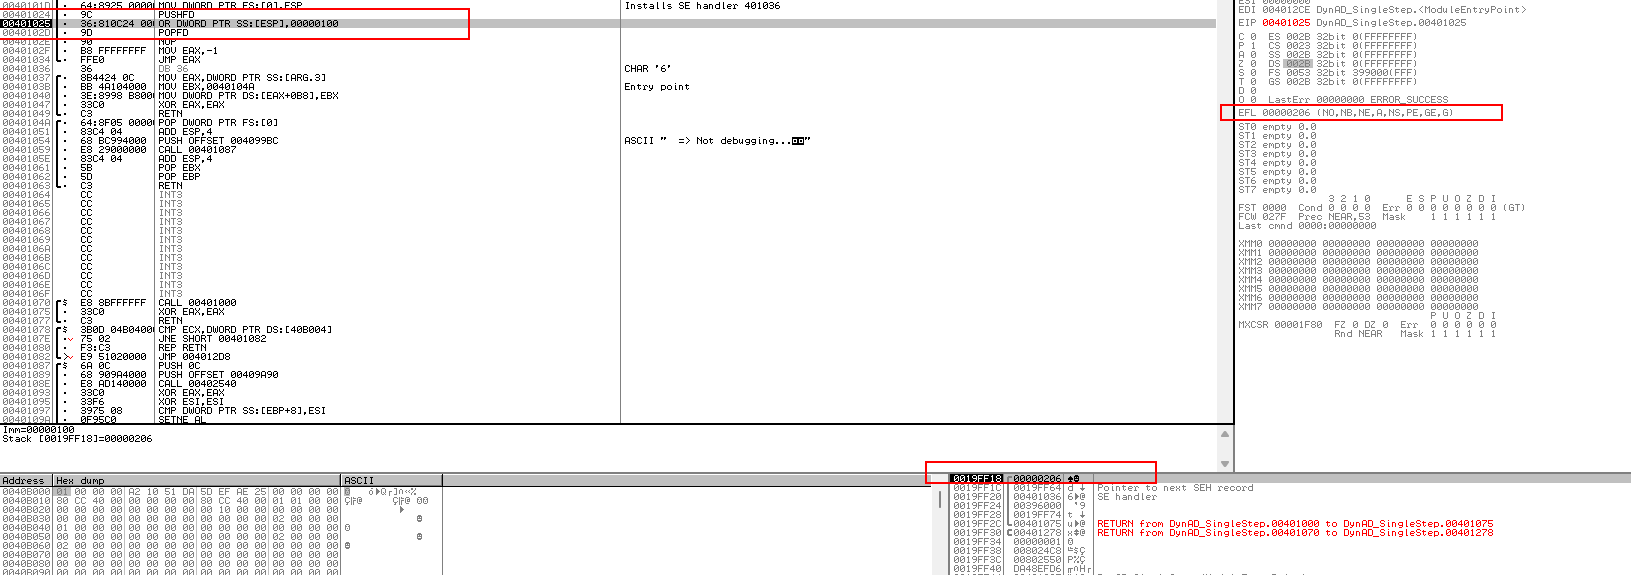 0040101D 64:8925 0000 MOV DWORD PTR FS:[0],ESP Installs SE handler 401036
00401024 9C PUSHFD
00401025 36:810C24 00 OR DWORD PTR SS:[ESP],00000100
0040102D 9D POPFD
0040102E 90 NOP
0040102F B8 FFFFFFFF MOV EAX,-1
00401034 FFE0 JMP EAX
00401036 36 DB 36 CHAR '6'
00401037 8B4424 0C MOV EAX,DWORD PTR SS:[ARG.3]
0040103B BB 4A104000 MOV EBX,0040104A Entry point
00401040 3E:8998 B800 MOV DWORD PTR DS:[EAX+0B8],EBX
00401047 33C0 XOR EAX,EAX
00401049 C3 RETN
0040104A 64:8F05 0000 POP DWORD PTR FS:[0]
00401051 83C4 04 ADD ESP,4
00401054 68 BC994000 PUSH OFFSET 004099BC ASCII " => Not debugging...
00401059 E8 29000000 CALL 00401087
0040105E 83C4 04 ADD ESP,4
00401061 5B POP EBX
00401062 5D POP EBP
00401063 C3 RETN
00401064 CC INT3
00401065 CC INT3
00401066 CC INT3
00401067 CC INT3
00401068 CC INT3
00401069 CC INT3
0040106A CC INT3
0040106B CC INT3
0040106C CC INT3
0040106D CC INT3
0040106E CC INT3
0040106F CC INT3
00401070 $ E8 8BFFFFFF CALL 00401000
00401075 33C0 XOR EAX,EAX
00401077 C3 RETN
00401078 $ 3B0D 04B04000 CMP ECX,DWORD PTR DS:[40B004]
0040107E 75 02 JNE SHORT 00401082
00401080 F3:C3 REP RETN
00401082 E9 51020000 JMP 004012D8
00401087 $ 6A 0C PUSH 0C
00401089 68 909A4000 PUSH OFFSET 00409A90
0040108E E8 AD140000 CALL 00402540
00401093 33C0 XOR EAX,EAX
00401095 33F6 XOR ESI,ESI
00401097 3975 08 CMP DWORD PTR SS:[EBP+8],ESI
0040109A 0F95C0 SETNE AL
Imm=00000100
Stack [0019FF18]=00000206
ESI 00000000
EDI 004012CE DynAD_SingleStep.<ModuleEntryPoint>
EIP 00401025 DynAD_SingleStep.00401025
C 0 ES 002B 32bit 0(FFFFFFFF)
P 1 CS 0023 32bit 0(FFFFFFFF)
A 0 SS 002B 32bit 0(FFFFFFFF)
Z 0 DS 002B 32bit 0(FFFFFFFF)
S 0 FS 0053 32bit 399000(FFF)
T 0 GS 002B 32bit 0(FFFFFFFF)
D 0
O 0 LastErr 00000000 ERROR_SUCCESS
EFL 00000206 (NO,NB,NE,A,NS,PE,GE,G)
ST0 empty 0.0
ST1 empty 0.0
ST2 empty 0.0
ST3 empty 0.0
ST4 empty 0.0
ST5 empty 0.0
ST6 empty 0.0
ST7 empty 0.0
3 2 1 0 E S P U O Z D I
FST 0000 Cond 0 0 0 0 Err 0 0 0 0 0 0 0 0 (GT)
FCW 027F Prec NEAR,53 Mask 1 1 1 1 1 1
Last cmnd 0000:00000000
XMM0 00000000 00000000 00000000 00000000
XMM1 00000000 00000000 00000000 00000000
XMM2 00000000 00000000 00000000 00000000
XMM3 00000000 00000000 00000000 00000000
XMM4 00000000 00000000 00000000 00000000
XMM5 00000000 00000000 00000000 00000000
XMM6 00000000 00000000 00000000 00000000
XMM7 00000000 00000000 00000000 00000000
P U O Z D I
MXCSR 00001F80 FZ 0 DZ 0 Err 0 0 0 0 0 0
Rnd NEAR Mask 1 1 1 1 1 1
Address Hex dump ASCII
0040B000 01 00 00 00 A2 10 51 DA 5D EF AE 25 00 00 00 00
0040B010 80 CC 40 00 00 00 00 00 80 CC 40 00 01 01 00 00
0040B020 00 00 00 00 00 00 00 00 00 10 00 00 00 00 00 00
0040B030 00 00 00 00 00 00 00 00 00 00 00 00 02 00 00 00
0040B040 01 00 00 00 00 00 00 00 00 00 00 00 00 00 00 00
0040B050 00 00 00 00 00 00 00 00 00 00 00 00 02 00 00 00
0040B060 02 00 00 00 00 00 00 00 00 00 00 00 00 00 00 00
0040B070 00 00 00 00 00 00 00 00 00 00 00 00 00 00 00 00
0040B080 00 00 00 00 00 00 00 00 00 00 00 00 00 00 00 00
0019FF18 00000206
0019FF1C 0019FF64 d Pointer to next SEH record
0019FF20 00401036 6 @ SE handler
0019FF24 00396000 '9
0019FF28 0019FF74 t
0019FF2C 00401075 u @ RETURN from DynAD_SingleStep.00401000 to DynAD_SingleStep.00401075
0019FF30 00401278 x @ RETURN from DynAD_SingleStep.00401070 to DynAD_SingleStep.00401278
0019FF34 00000001
0019FF38 008024C8
0019FF3C 00802550 P%Ç
0019FF40 DA48EFD6